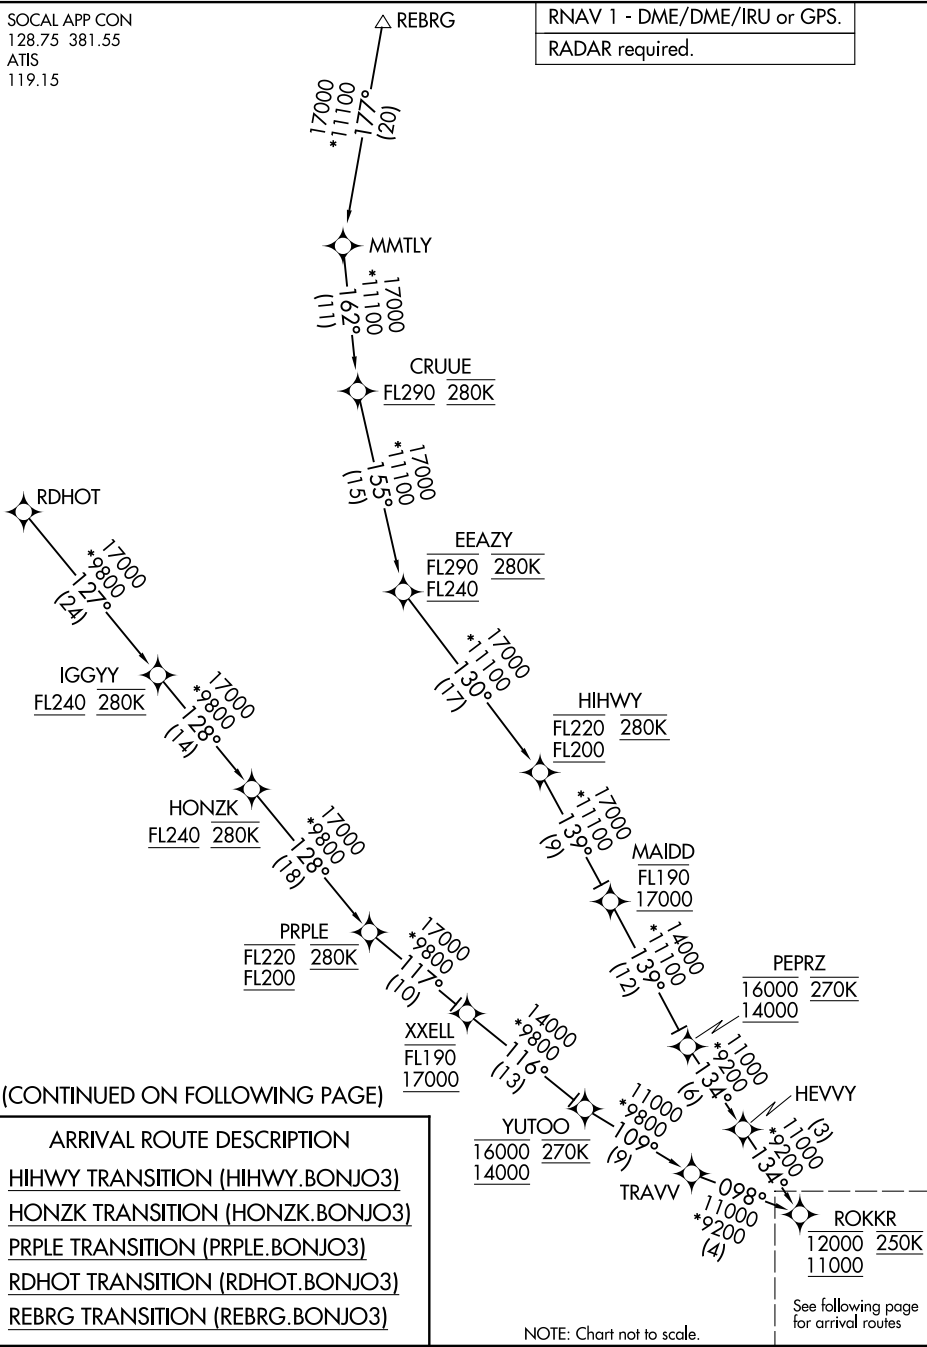 SOCAL APP CON
128.75 381.55
ATIS
119.15
REBRG
RNAV 1 - DME/DME/IRU or GPS.
RADAR required.
17000
*11100
177°
(20)
MMTLY
17000
*11100
162°
(11)
CRUUE
FL290 280K
17000
*11100
155°
(15)
RDHOT
EEAZY
FL290 280K
FL240
17000
*9800
127°
(24)
IGGYY
FL240 280K
17000
*11100
130°
(17)
17000
*9800
128°
(14)
HIHWY
FL220 280K
FL200
HONZK
FL240 280K
17000
*11100
139°
(9)
17000
*9800
128°
(18)
MAIDD
FL190
17000
PRPLE
FL220 280K
FL200
17000
*9800
117°
(10)
14000
*11100
139°
(12)
PEPRZ
16000 270K
14000
XXELL
FL190
17000
14000
*9800
116°
(13)
11000
*9200
134°
(6)
HEVVY
(CONTINUED ON FOLLOWING PAGE)
YUTOO
16000 270K
14000
11000
*9800
109°
(9)
(3)
11000
*9200
134°
TRAVV
098°
11000
*9200
(4)
ROKKR
12000 250K
11000
See following page
for arrival routes
ARRIVAL ROUTE DESCRIPTION
HIHWY TRANSITION (HIHWY.BONJO3)
HONZK TRANSITION (HONZK.BONJO3)
PRPLE TRANSITION (PRPLE.BONJO3)
RDHOT TRANSITION (RDHOT.BONJO3)
REBRG TRANSITION (REBRG.BONJO3)
NOTE: Chart not to scale.